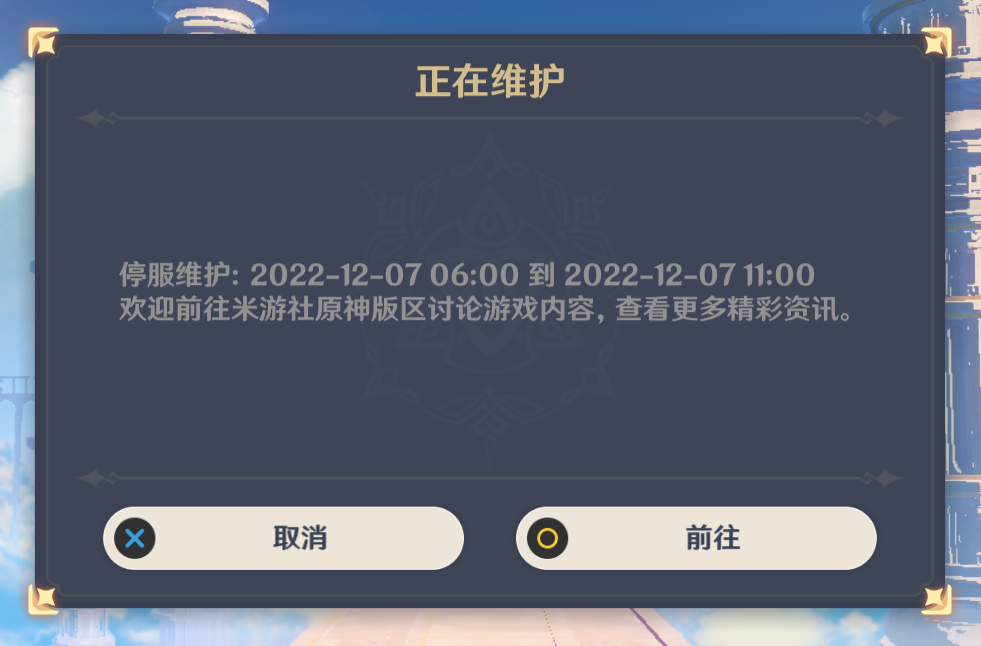 正在维护
停服维护: 2022-12-07 06:00 到 2022-12-07 11:00
欢迎前往米游社原神版区讨论游戏内容，查看更多精彩资讯。
取消
前往